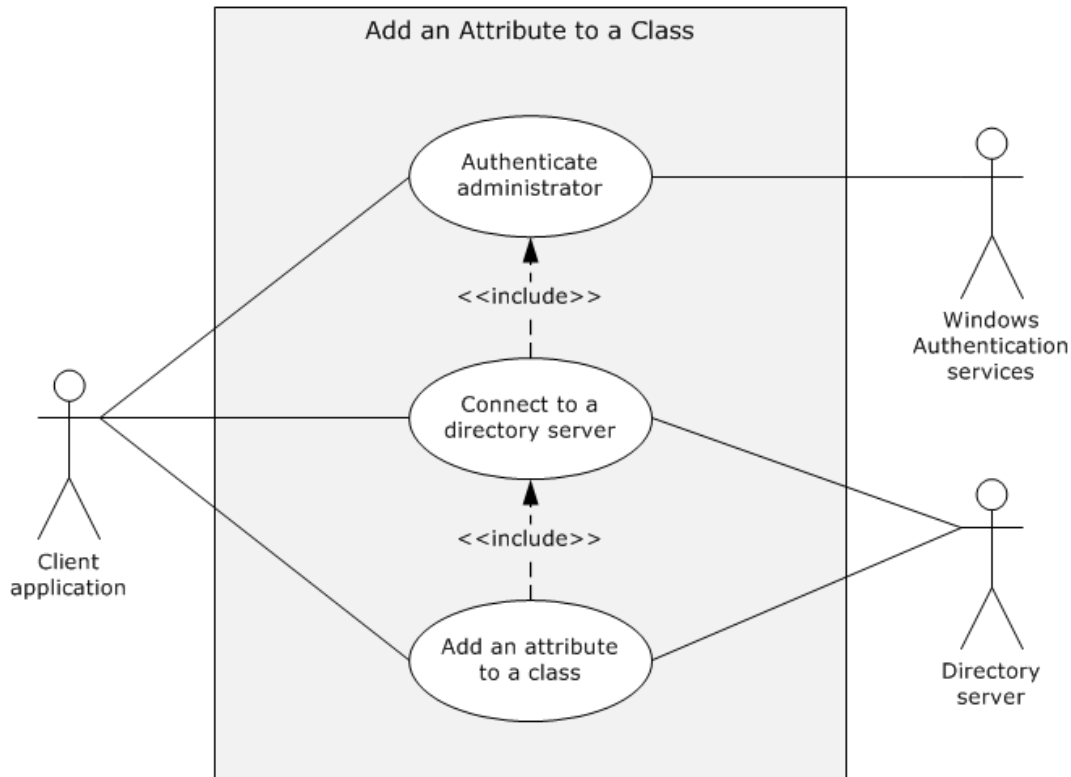 Add an Attribute to a Class
Authenticate
administrator
<<include>>
Windows
Authentication
services
Connect to a
directory server
<<include>>
Client
application
Add an attribute
to a class
Directory
server